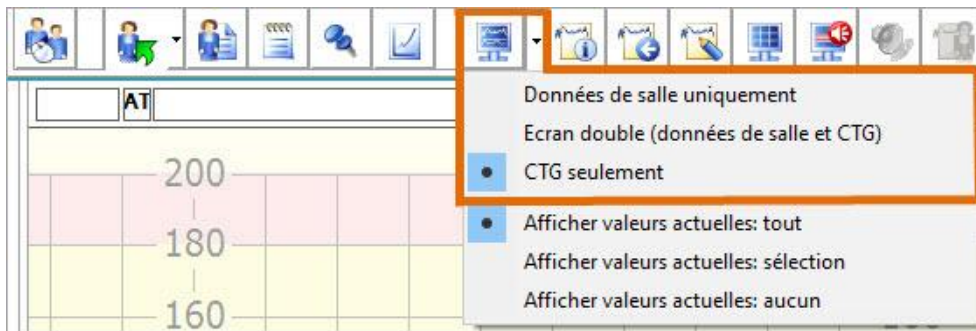 AT
Données de salle uniquement
Ecran double (données de salle et CTG)
CTG seulement
Afficher valeurs actuelles: tout
Afficher valeurs actuelles: sélection
Afficher valeurs actuelles: aucun
200
180
160